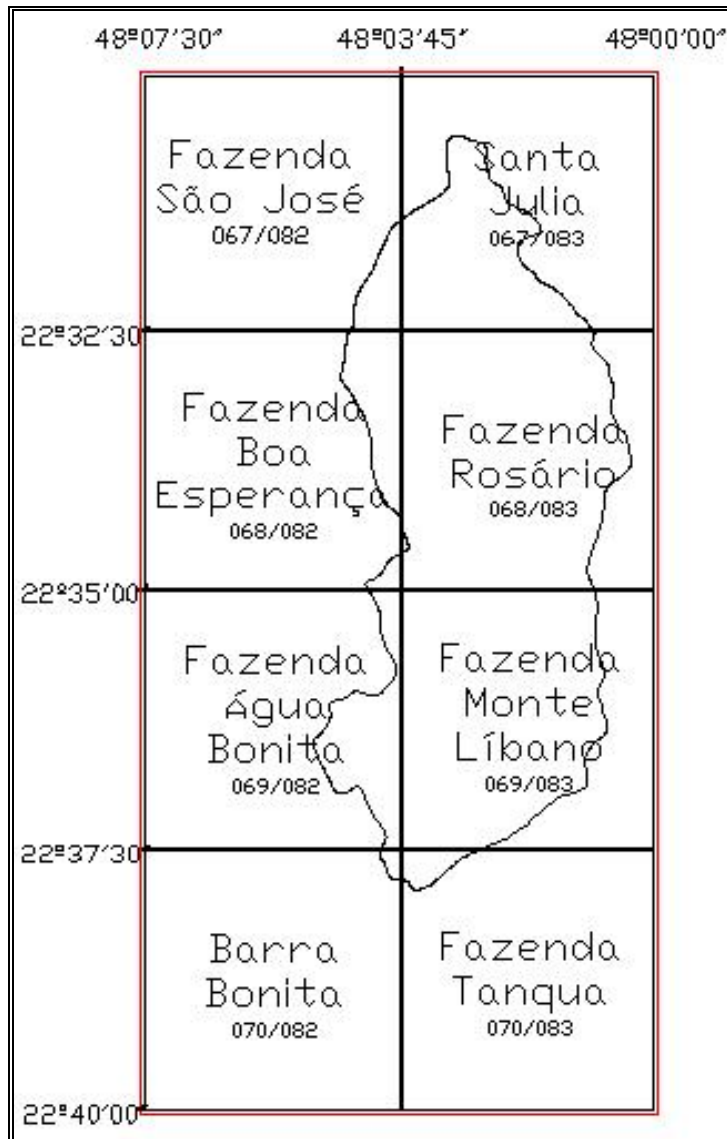 48º07'30" 48º03'45" 48º00'00"
Fazenda
São José
067/082
Santa
Julia
067/083
22º32'30
Fazenda
Boa
Esperança
068/082
Fazenda
Rosário
068/083
22º35'00
Fazenda
Água
Bonita
069/082
Fazenda
Monte
Líbano
069/083
22º37'30
Barra
Bonita
070/082
Fazenda
Tanqua
070/083
22º40'00